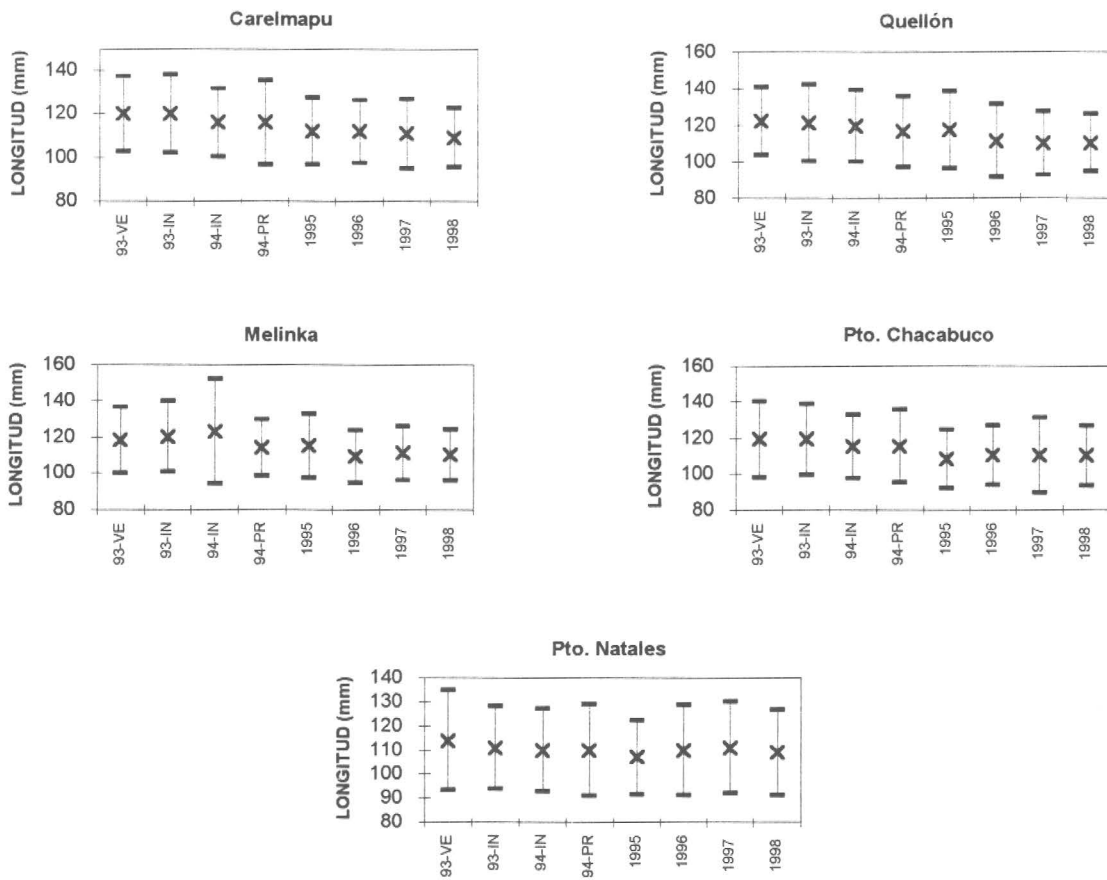 Carelmapu
LONGITUD (mm)
140
120
100
80
93-VE
93-IN
94-IN
94-PR
1995
1996
1997
1998
Quellón
LONGITUD (mm)
160
140
120
100
80
93-VE
93-IN
94-IN
94-PR
1995
1996
1997
1998
Melinka
LONGITUD (mm)
160
140
120
100
80
93-VE
93-IN
94-IN
94-PR
1995
1996
1997
1998
Pto. Chacabuco
LONGITUD (mm)
160
140
120
100
80
93-VE
93-IN
94-IN
94-PR
1995
1996
1997
1998
Pto. Natales
LONGITUD (mm)
140
130
120
110
100
90
80
93-VE
93-IN
94-IN
94-PR
1995
1996
1997
1998